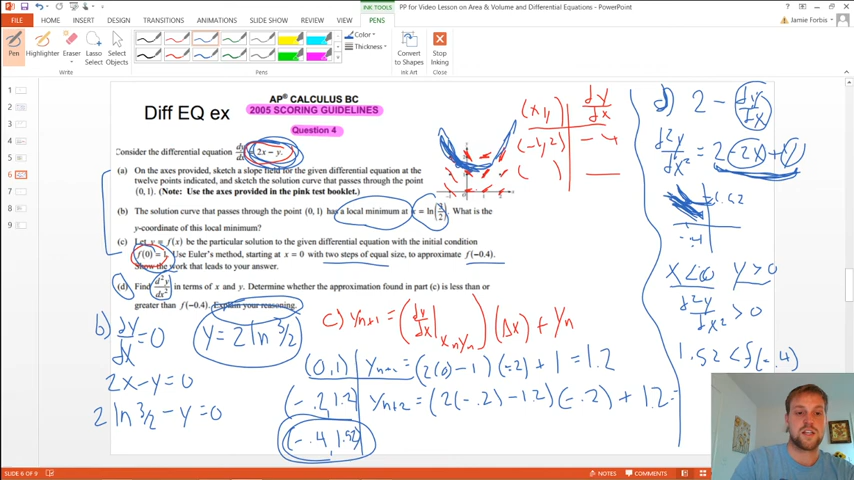 INK TOOLS
PP for Video Lesson on Area & Volume and Differential Equations - PowerPoint
FILE HOME INSERT DESIGN TRANSITIONS ANIMATIONS SLIDE SHOW REVIEW VIEW PENS
Jamie Forbis
Pen
Highlighter
Eraser
Lasso Select
Select Objects
Color
Thickness
Convert to Shapes
Stop Inking
Write
Pens
Ink Art
Close
1
2
3
4
5
6
7
8
9
Diff EQ ex
AP® CALCULUS BC
2005 SCORING GUIDELINES
Question 4
Consider the differential equation dy/dx = 2x − y.
(a) On the axes provided, sketch a slope field for the given differential equation at the
twelve points indicated, and sketch the solution curve that passes through the point
(0, 1). (Note: Use the axes provided in the pink test booklet.)
(b) The solution curve that passes through the point (0, 1) has a local minimum at x = ln(3/2). What is the
y-coordinate of this local minimum?
(c) Let y = f(x) be the particular solution to the given differential equation with the initial condition
f(0) = 1. Use Euler's method, starting at x = 0 with two steps of equal size, to approximate f(−0.4).
Show the work that leads to your answer.
(d) Find d²y/dx² in terms of x and y. Determine whether the approximation found in part (c) is less than or
greater than f(−0.4). Explain your reasoning.
(x,y) dy/dx
(-1,2) -4
( ) —
b) dy/dx = 0
2x-y=0
2 ln 3/2 - y = 0
y = 2 ln 3/2
c) yn+1 = (dy/dx | xn yn) (Δx) + yn
(0,1) yn+1 = (2(0) - 1)(-.2) + 1 = 1.2
(-.2, 1.2) yn+2 = (2(-.2) - 1.2)(-.2) + 1.2 =
(-.4, 1.52)
d) 2 - dy/dx
d²y/dx² = 2 - 2x + y
1.52
-.4
x<0 y>0
d²y/dx² > 0
1.52 < f(-.4)
SLIDE 6 OF 9
NOTES
COMMENTS